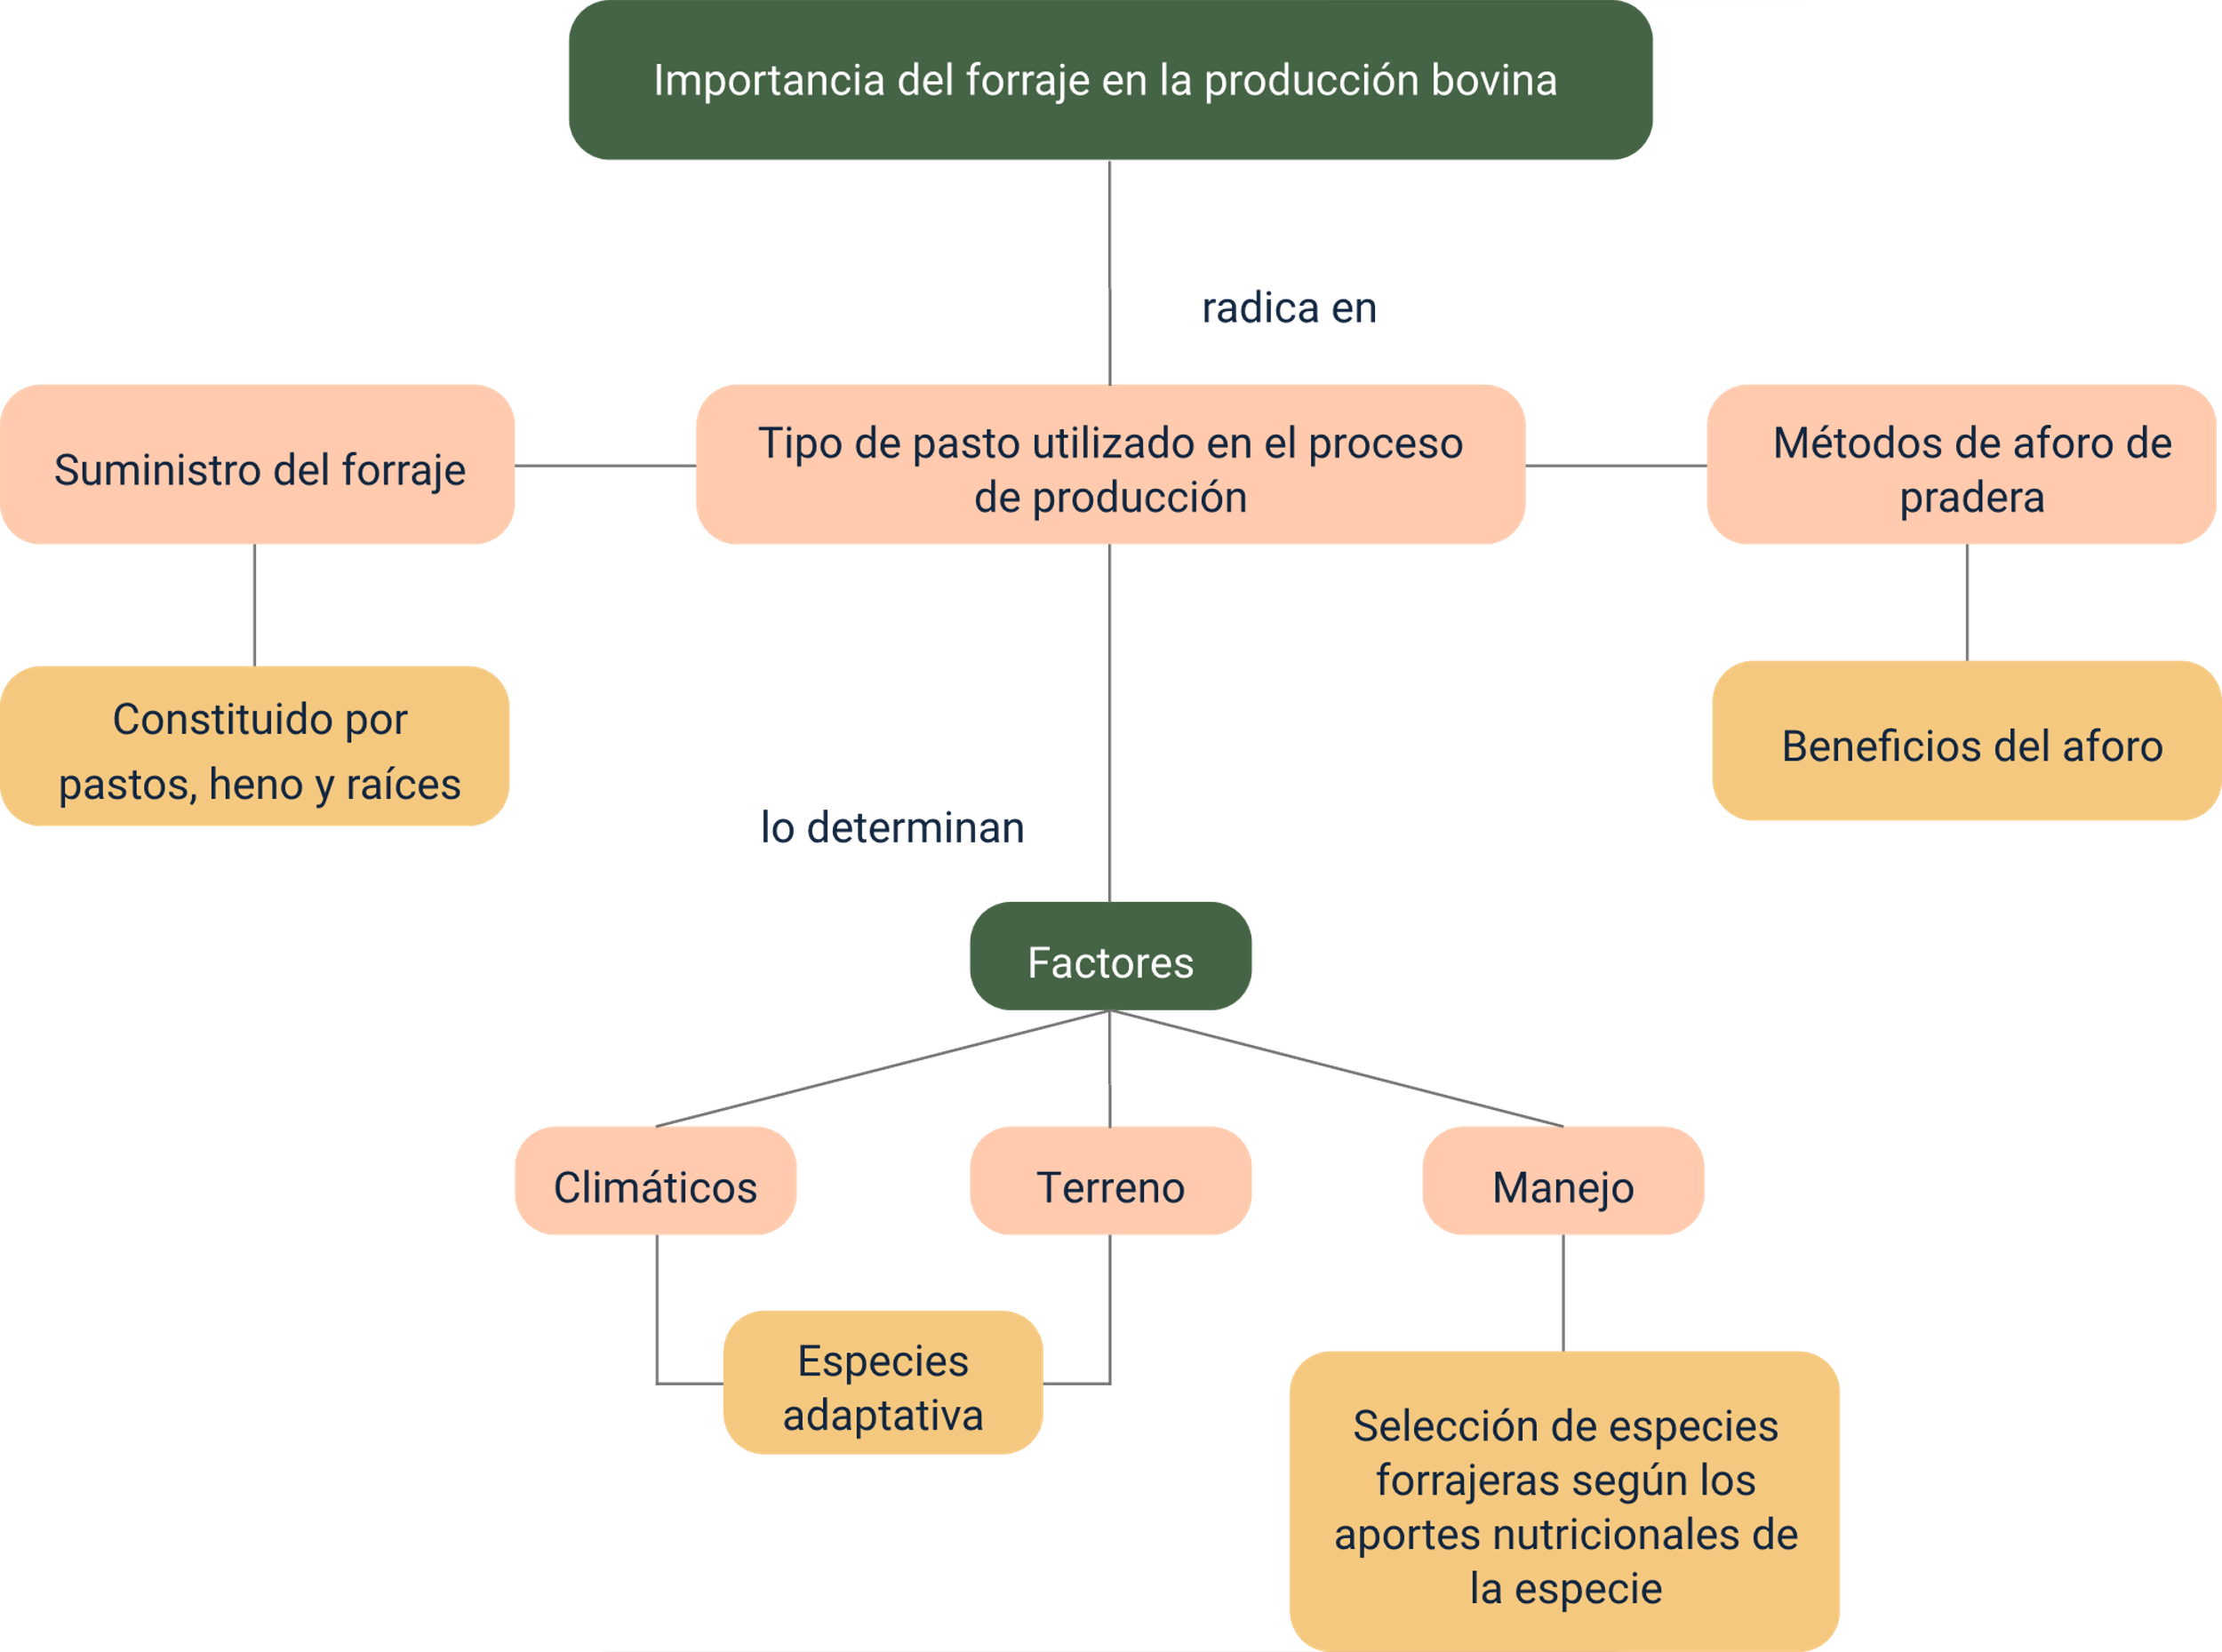 Importancia del forraje en la producción bovina
radica en
Suministro del forraje
Tipo de pasto utilizado en el proceso
de producción
Métodos de aforo de
pradera
Constituido por
pastos, heno y raíces
Beneficios del aforo
lo determinan
Factores
Climáticos
Terreno
Manejo
Especies
adaptativa
Selección de especies
forrajeras según los
aportes nutricionales de
la especie